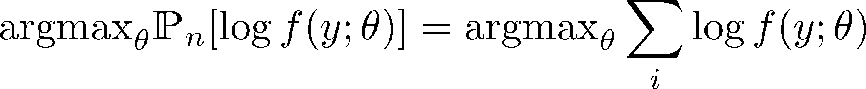 argmax_θ ℙ_n[log f(y; θ)] = argmax_θ ∑_i log f(y; θ)